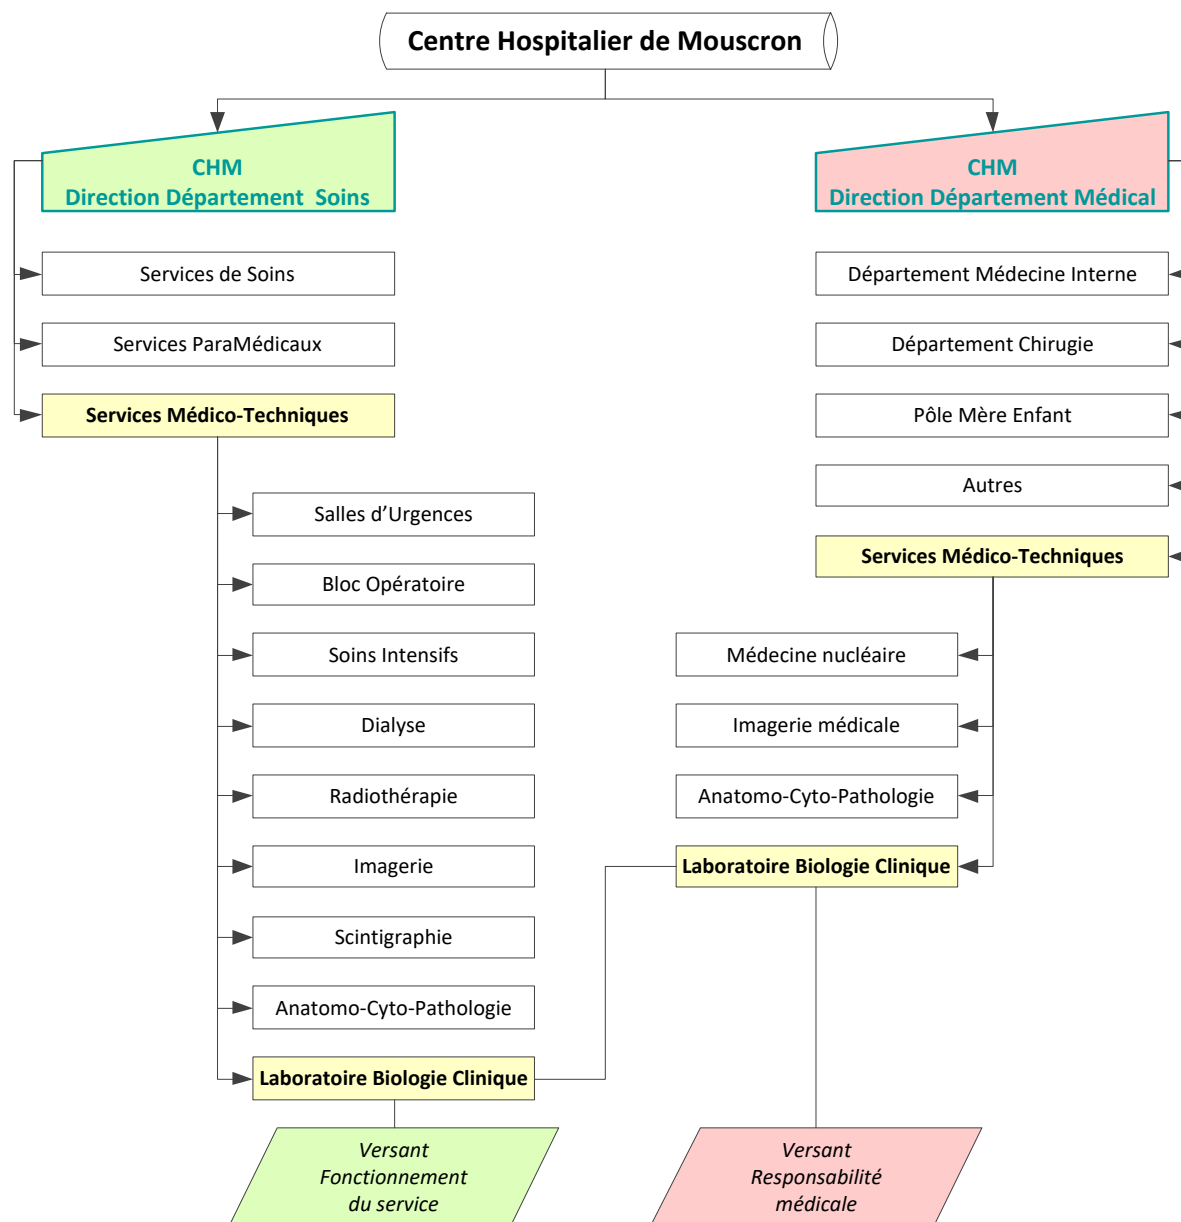 Centre Hospitalier de Mouscron
CHM
Direction Département  Soins
Services de Soins
Services ParaMédicaux
Services Médico-Techniques
Salles d’Urgences
Bloc Opératoire
Soins Intensifs
Dialyse
Radiothérapie
Imagerie
Scintigraphie
Anatomo-Cyto-Pathologie
Laboratoire Biologie Clinique
Versant
Fonctionnement
du service
CHM
Direction Département Médical
Département Médecine Interne
Département Chirugie
Pôle Mère Enfant
Autres
Services Médico-Techniques
Médecine nucléaire
Imagerie médicale
Anatomo-Cyto-Pathologie
Laboratoire Biologie Clinique
Versant
Responsabilité
médicale